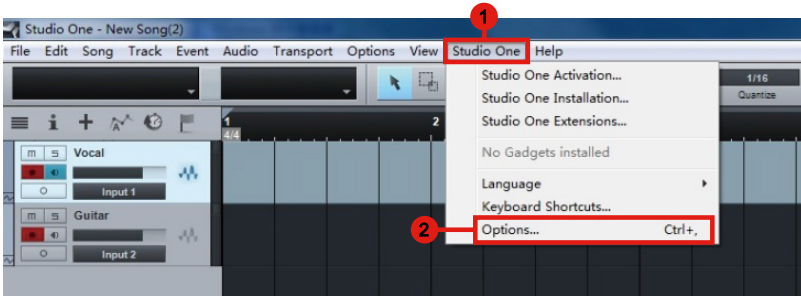 1
Studio One - New Song(2)
File Edit Song Track Event Audio Transport Options View Studio One Help
Studio One Activation...
Studio One Installation...
Studio One Extensions...
No Gadgets installed
Language
Keyboard Shortcuts...
2 Options... Ctrl+,
1/16
Quantize
1 2
4/4
M S Vocal
Input 1
M S Guitar
Input 2